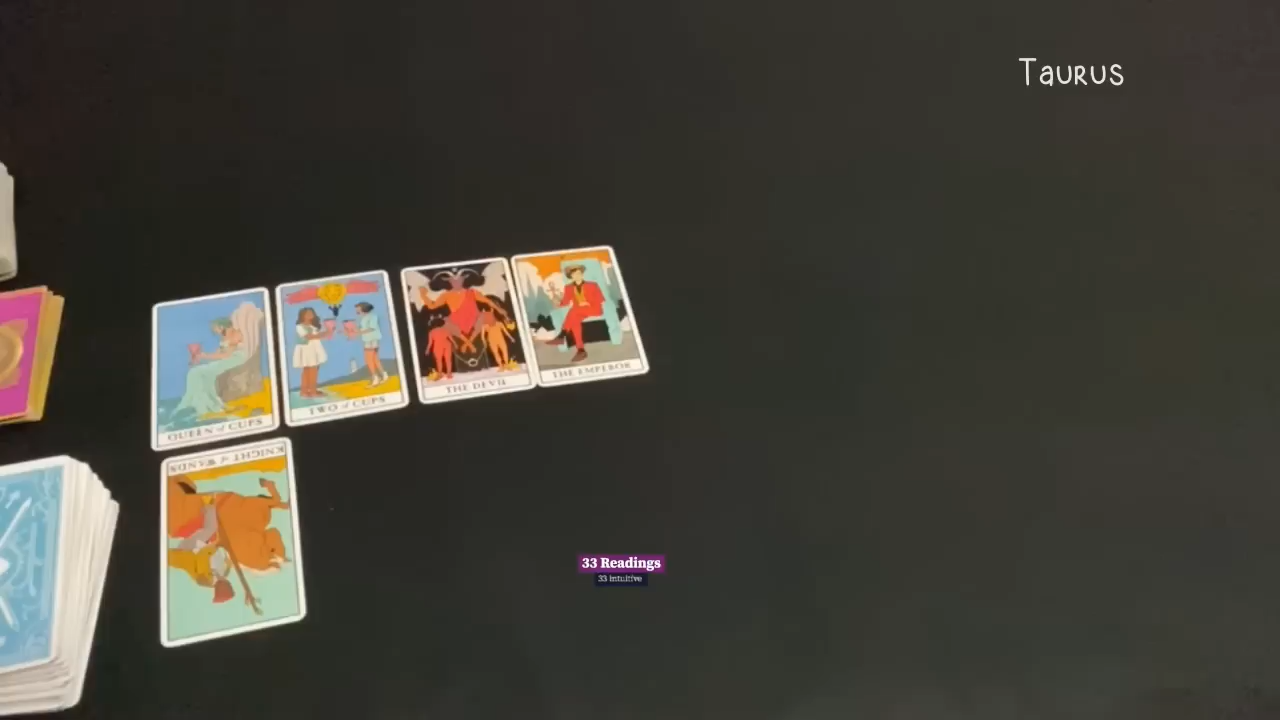 Taurus
QUEEN of CUPS
TWO of CUPS
THE DEVIL
THE EMPEROR
KNIGHT of WANDS
33 Readings
33 intuitive